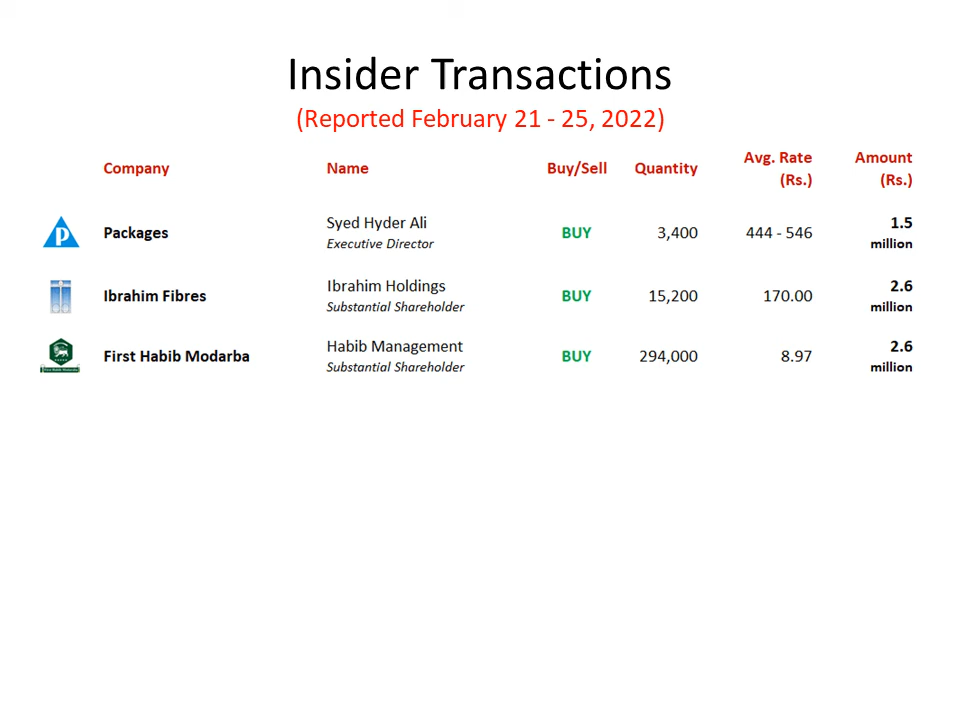 Insider Transactions
(Reported February 21 - 25, 2022)
Company Name Buy/Sell Quantity Avg. Rate (Rs.) Amount (Rs.)
P
Packages Syed Hyder Ali BUY 3,400 444 - 546 1.5 million
Executive Director
Ibrahim Fibres Ibrahim Holdings BUY 15,200 170.00 2.6 million
Substantial Shareholder
First Habib Modarba Habib Management BUY 294,000 8.97 2.6 million
Substantial Shareholder
First Habib Modarba